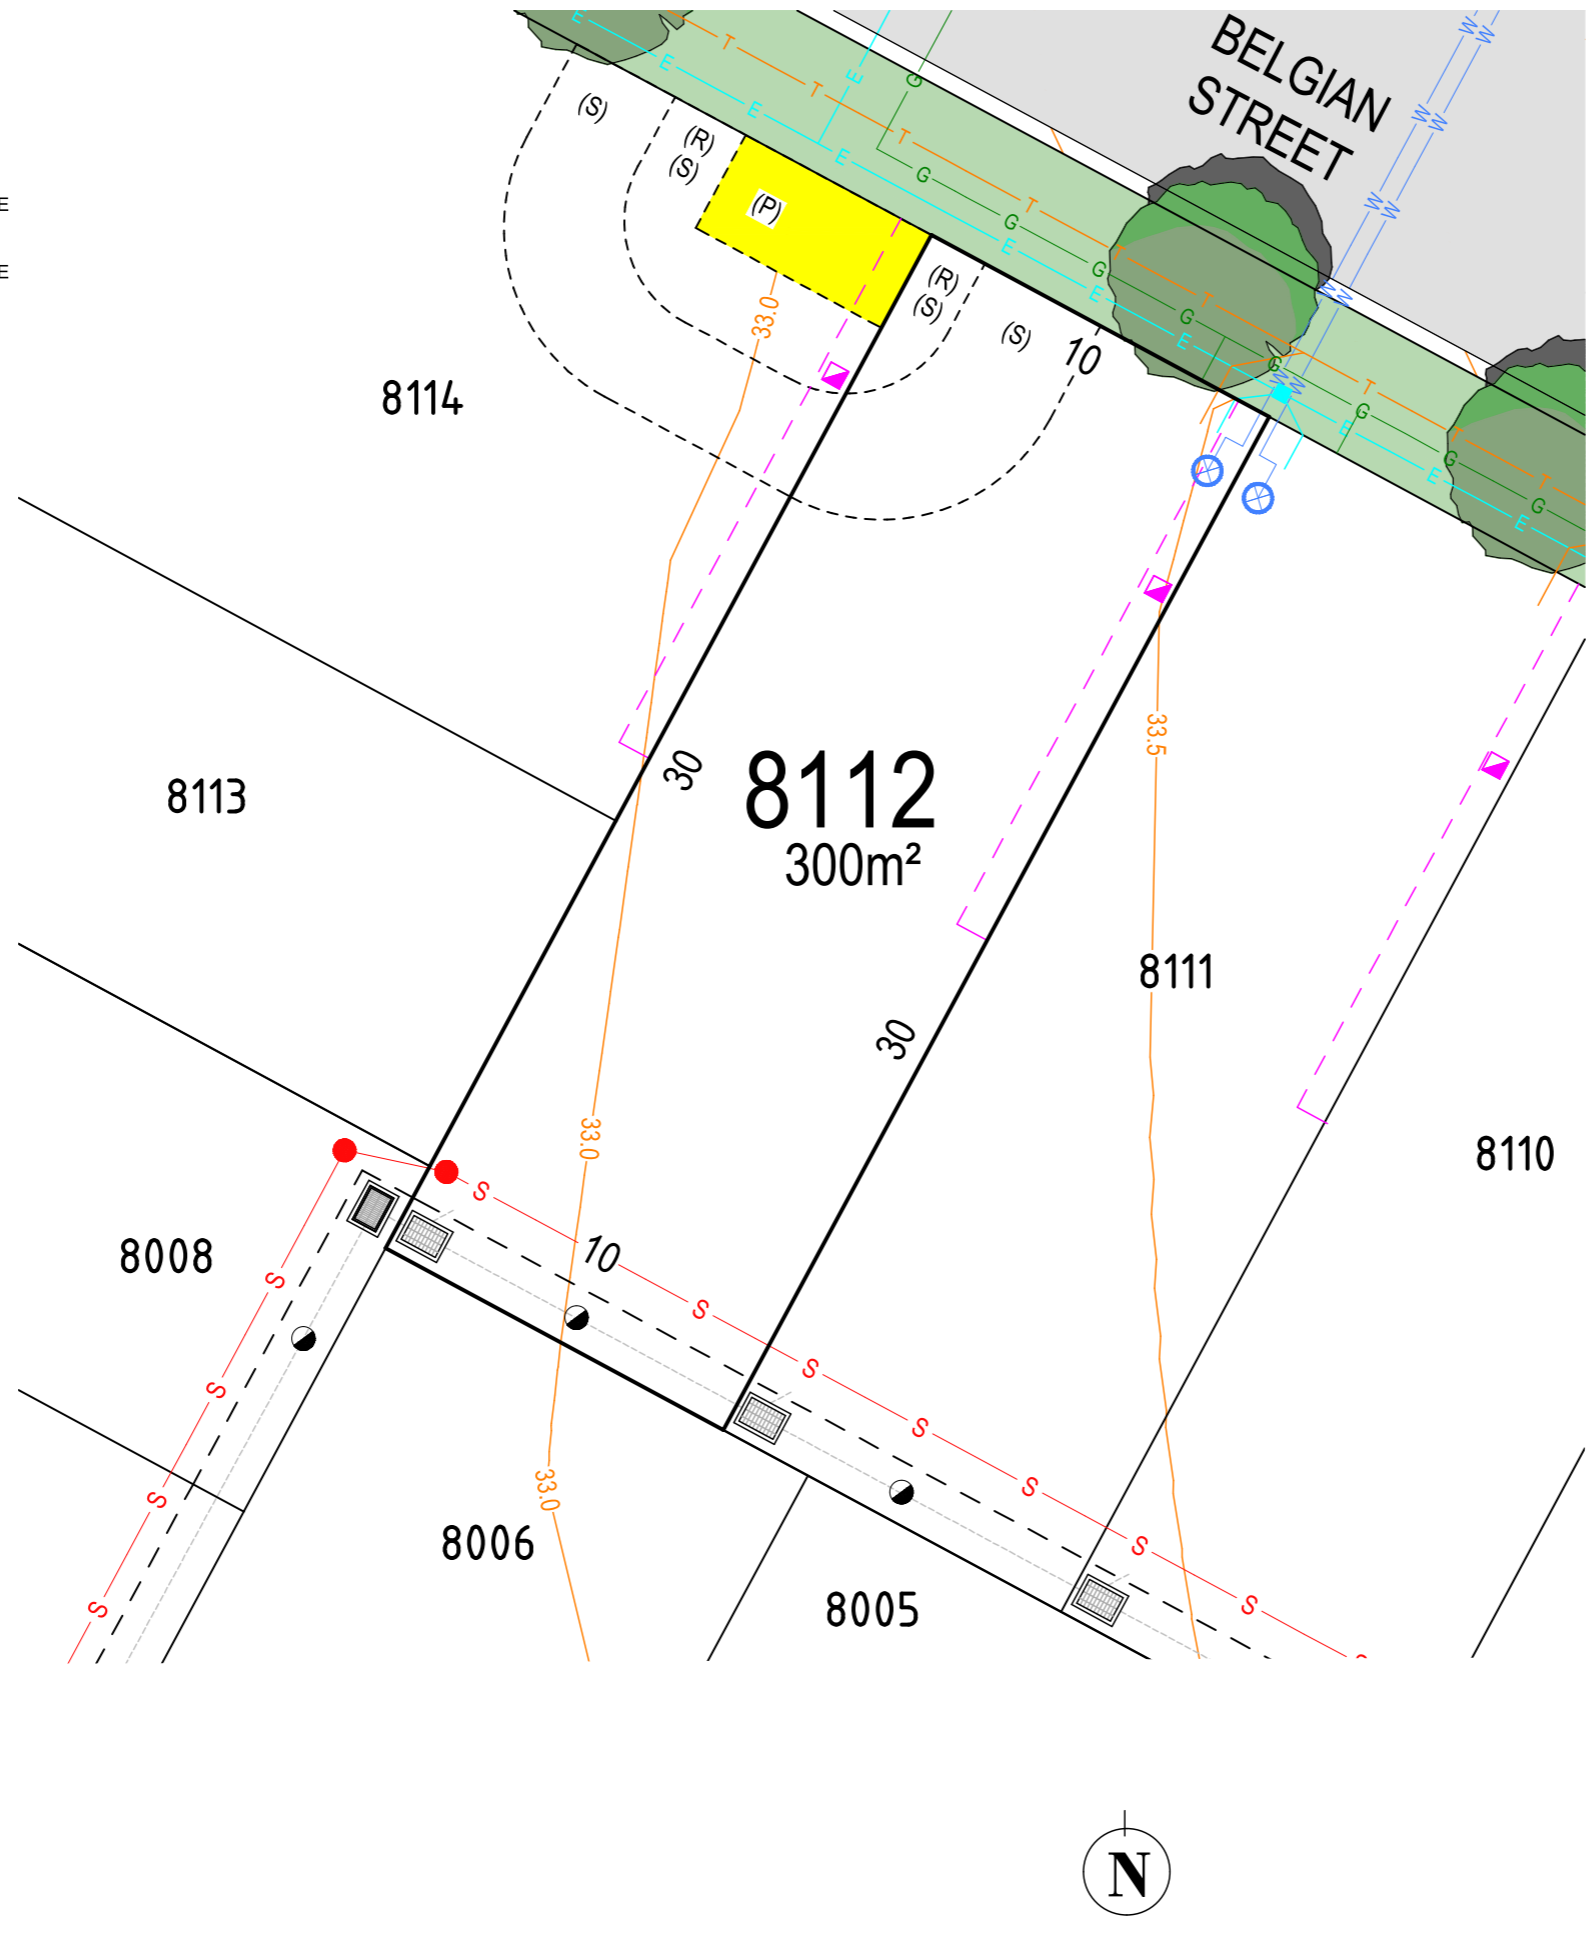 BELGIAN
STREET
E
E
E
E
E
E
E
E
E
E
E
E
E
T
T
T
T
T
T
T
T
T
G
G
G
G
G
G
G
G
G
W
W
W
W
W
W
W
W
W
W
(S)
(R)
(S)
(P)
(R)
(S)
(S)
10
33.0
8114
8113
30
8112
300m²
33.5
8111
30
8110
33.0
8008
10
S
S
S
S
S
S
S
S
S
S
S
S
S
33.0
8006
8005
N